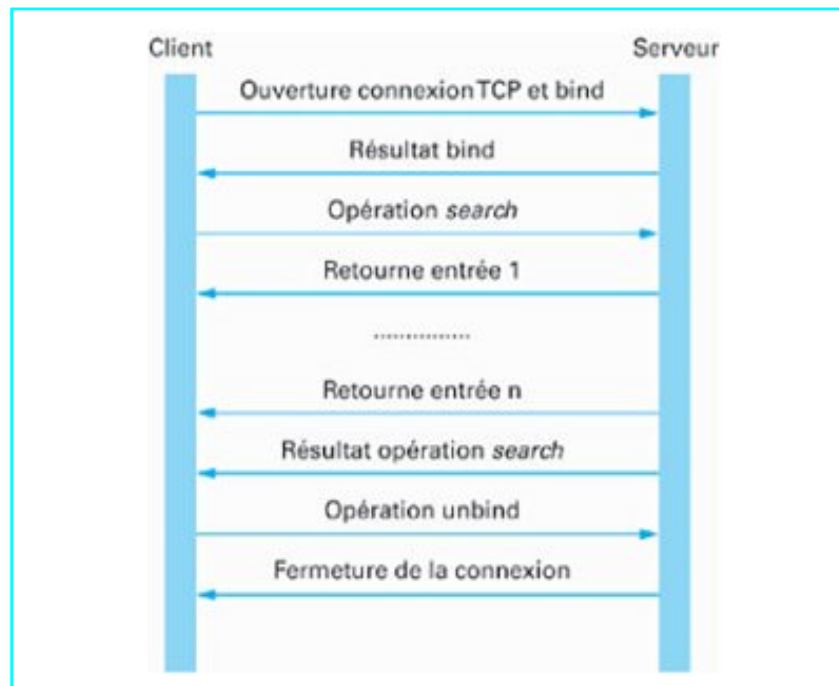 Client
Serveur
Ouverture connexion TCP et bind
Résultat bind
Opération search
Retourne entrée 1
...............
Retourne entrée n
Résultat opération search
Opération unbind
Fermeture de la connexion